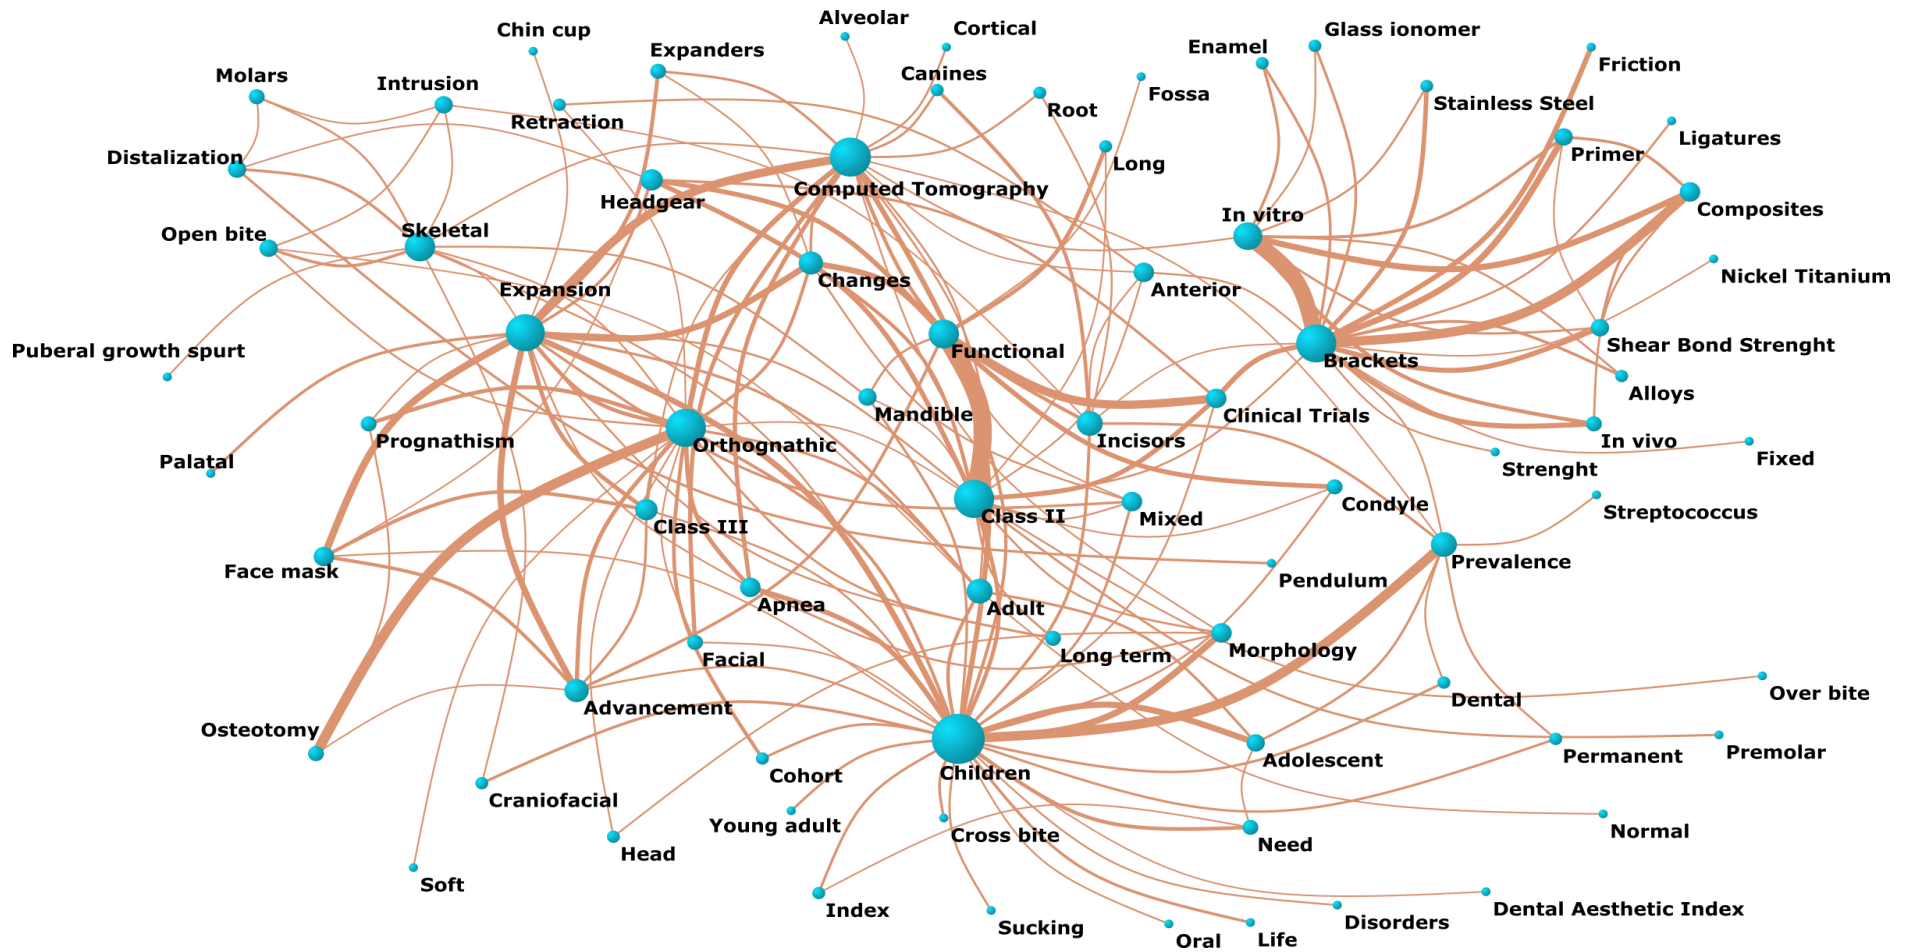 Alveolar
Chin cup
Cortical
Glass ionomer
Expanders
Enamel
Friction
Molars
Intrusion
Canines
Fossa
Stainless Steel
Root
Retraction
Ligatures
Distalization
Primer
Long
Computed Tomography
Headgear
Composites
In vitro
Skeletal
Open bite
Nickel Titanium
Changes
Expansion
Anterior
Puberal growth spurt
Functional
Shear Bond Strenght
Brackets
Alloys
Mandible
Clinical Trials
Prognathism
Orthognathic
Incisors
In vivo
Palatal
Fixed
Strenght
Condyle
Class II
Mixed
Streptococcus
Class III
Prevalence
Face mask
Pendulum
Apnea
Adult
Morphology
Facial
Long term
Over bite
Dental
Advancement
Osteotomy
Premolar
Permanent
Adolescent
Children
Cohort
Craniofacial
Young adult
Normal
Cross bite
Need
Head
Soft
Index
Dental Aesthetic Index
Disorders
Sucking
Life
Oral